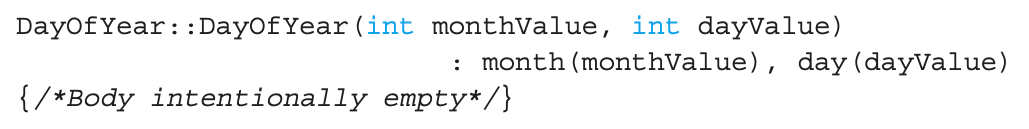 DayOfYear::DayOfYear(int monthValue, int dayValue)
: month(monthValue), day(dayValue)
{/*Body intentionally empty*/}